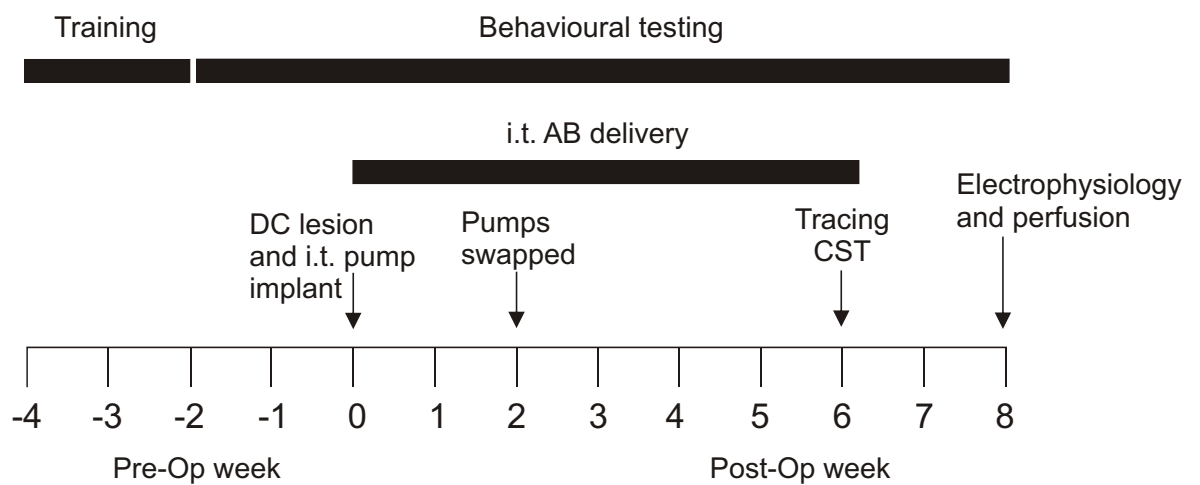 Training
Behavioural testing
i.t. AB delivery
DC lesion
and i.t. pump
implant
Pumps
swapped
Tracing
CST
Electrophysiology
and perfusion
-4 -3 -2 -1 0 1 2 3 4 5 6 7 8
Pre-Op week
Post-Op week